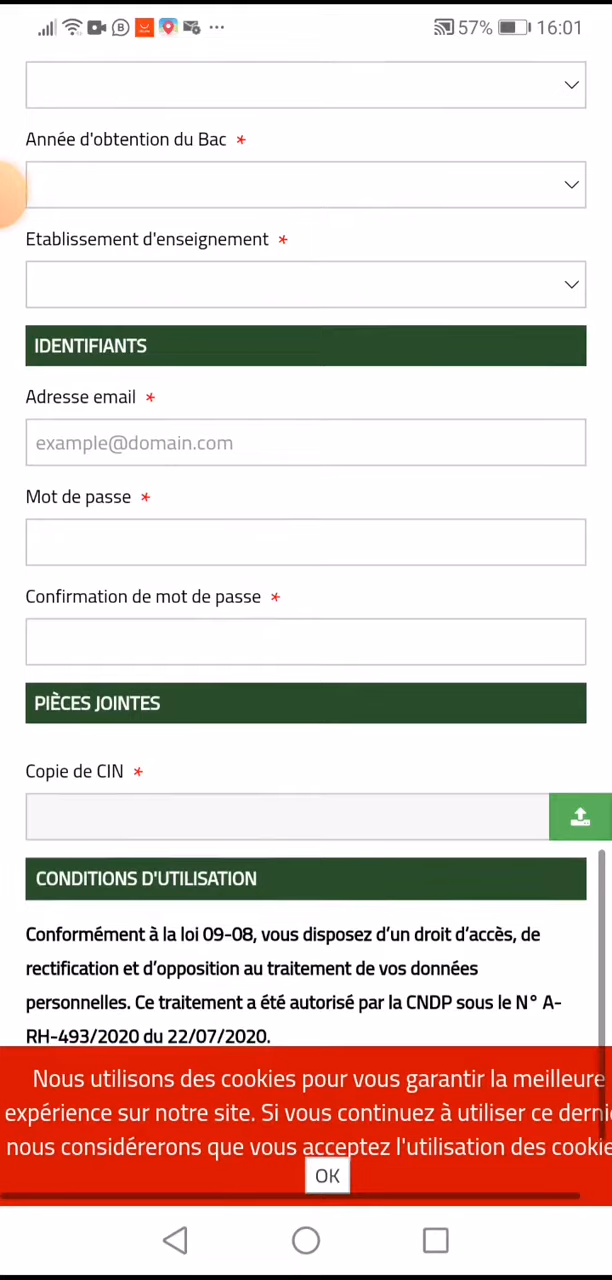 57% 16:01
Année d'obtention du Bac *
Etablissement d'enseignement *
IDENTIFIANTS
Adresse email *
example@domain.com
Mot de passe *
Confirmation de mot de passe *
PIÈCES JOINTES
Copie de CIN *
CONDITIONS D'UTILISATION
Conformément à la loi 09-08, vous disposez d’un droit d’accès, de
rectification et d’opposition au traitement de vos données
personnelles. Ce traitement a été autorisé par la CNDP sous le N° A-
RH-493/2020 du 22/07/2020.
Nous utilisons des cookies pour vous garantir la meilleure
expérience sur notre site. Si vous continuez à utiliser ce derni
nous considérerons que vous acceptez l'utilisation des cookie
OK